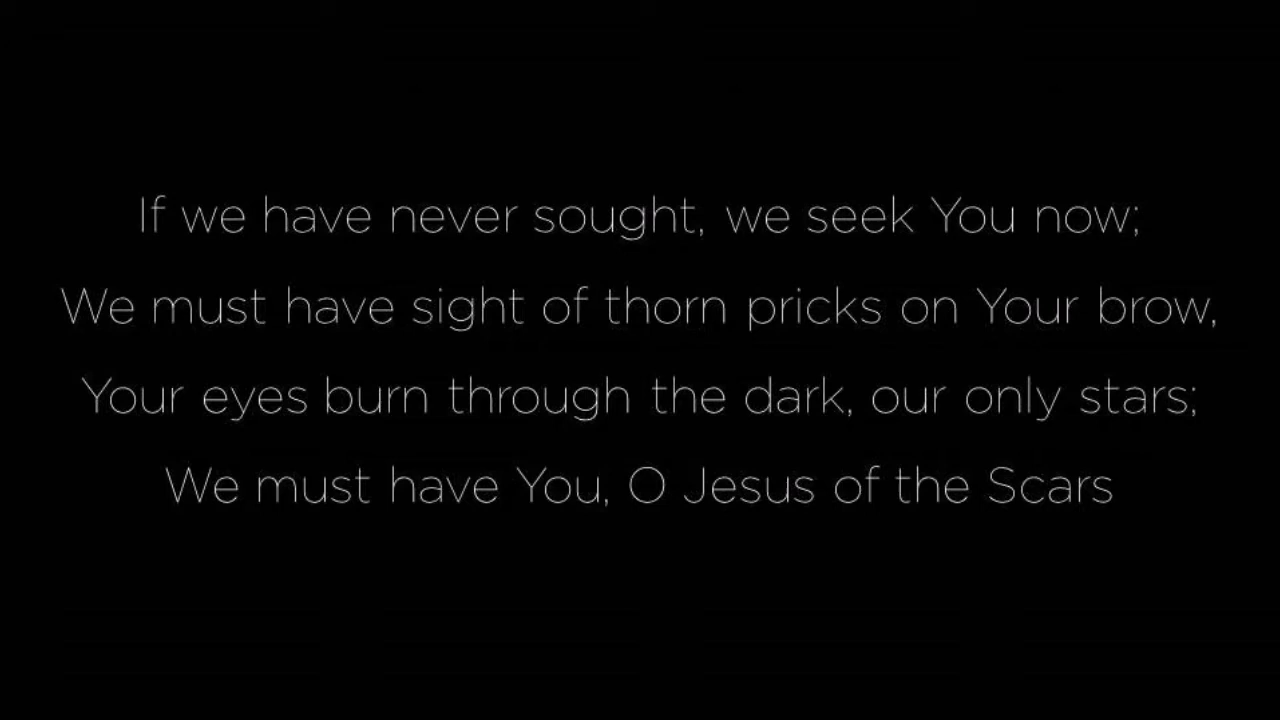 If we have never sought, we seek You now;
We must have sight of thorn pricks on Your brow,
Your eyes burn through the dark, our only stars;
We must have You, O Jesus of the Scars